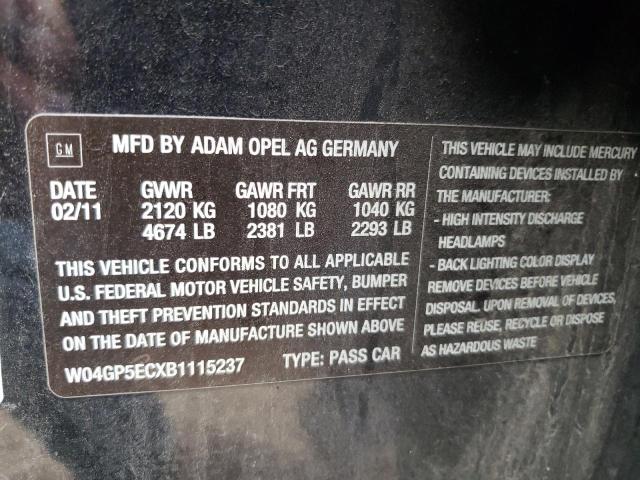 GM
MFD BY ADAM OPEL AG GERMANY
DATE GVWR GAWR FRT GAWR RR
02/11 2120 KG 1080 KG 1040 KG
4674 LB 2381 LB 2293 LB
THIS VEHICLE CONFORMS TO ALL APPLICABLE
U.S. FEDERAL MOTOR VEHICLE SAFETY, BUMPER
AND THEFT PREVENTION STANDARDS IN EFFECT
ON THE DATE OF MANUFACTURE SHOWN ABOVE
W04GP5ECXB1115237 TYPE: PASS CAR
THIS VEHICLE MAY INCLUDE MERCURY
CONTAINING DEVICES INSTALLED BY
THE MANUFACTURER:
- HIGH INTENSITY DISCHARGE
HEADLAMPS
- BACK LIGHTING COLOR DISPLAY
REMOVE DEVICES BEFORE VEHICLE
DISPOSAL. UPON REMOVAL OF DEVICES,
PLEASE REUSE, RECYCLE OR DISPOSE
AS HAZARDOUS WASTE